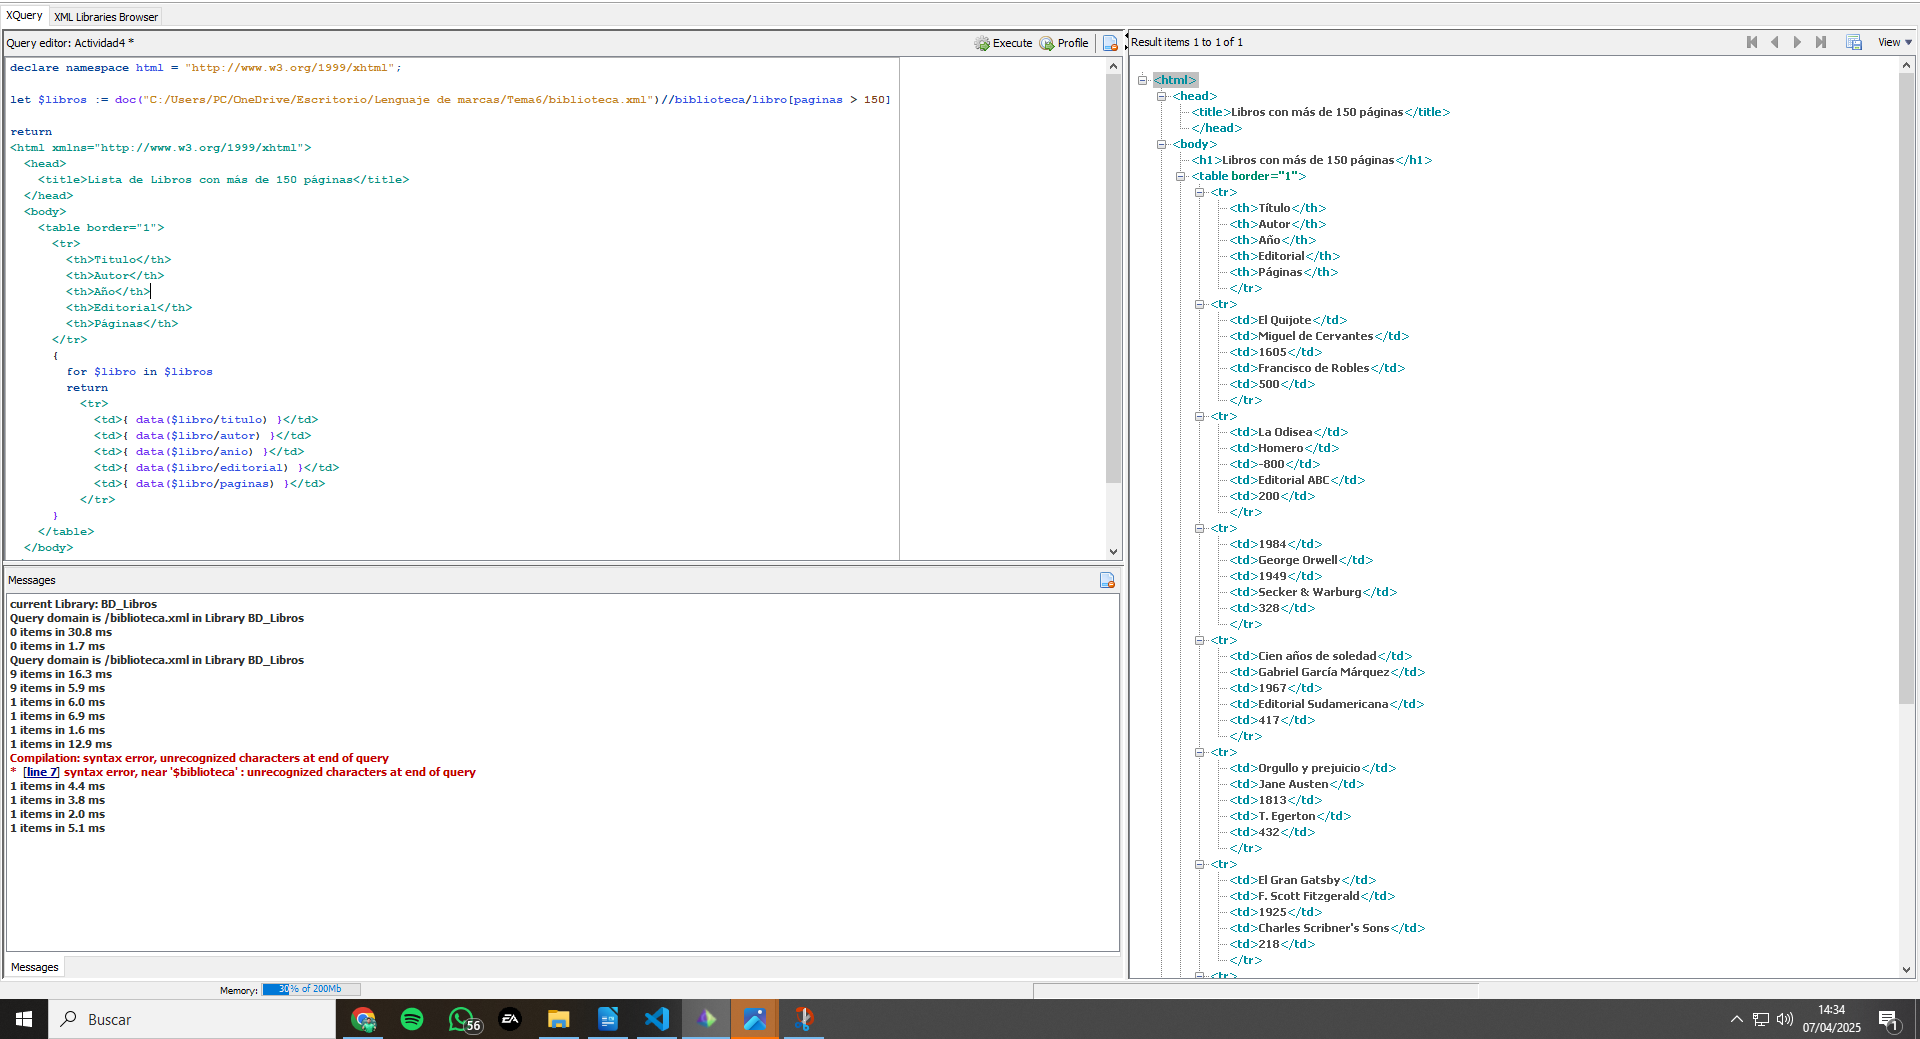 XQuery XML Libraries Browser
Query editor: Actividad4 * Execute Profile
declare namespace html = "http://www.w3.org/1999/xhtml";
let $libros := doc("C:/Users/PC/OneDrive/Escritorio/Lenguaje de marcas/Tema6/biblioteca.xml")//biblioteca/libro[paginas > 150]
return
<html xmlns="http://www.w3.org/1999/xhtml">
<head>
<title>Lista de Libros con más de 150 páginas</title>
</head>
<body>
<table border="1">
<tr>
<th>Titulo</th>
<th>Autor</th>
<th>Año</th>
<th>Editorial</th>
<th>Páginas</th>
</tr>
{
for $libro in $libros
return
<tr>
<td>{ data($libro/titulo) }</td>
<td>{ data($libro/autor) }</td>
<td>{ data($libro/anio) }</td>
<td>{ data($libro/editorial) }</td>
<td>{ data($libro/paginas) }</td>
</tr>
}
</table>
</body>
Messages
current Library: BD_Libros
Query domain is /biblioteca.xml in Library BD_Libros
0 items in 30.8 ms
0 items in 1.7 ms
Query domain is /biblioteca.xml in Library BD_Libros
9 items in 16.3 ms
9 items in 5.9 ms
1 items in 6.0 ms
1 items in 6.9 ms
1 items in 1.6 ms
1 items in 12.9 ms
Compilation: syntax error, unrecognized characters at end of query
* [line 7] syntax error, near '$biblioteca' : unrecognized characters at end of query
1 items in 4.4 ms
1 items in 3.8 ms
1 items in 2.0 ms
1 items in 5.1 ms
Messages
Memory: 30% of 200Mb
Result items 1 to 1 of 1 View
<html>
<head>
<title>Libros con más de 150 páginas</title>
</head>
<body>
<h1>Libros con más de 150 páginas</h1>
<table border="1">
<tr>
<th>Título</th>
<th>Autor</th>
<th>Año</th>
<th>Editorial</th>
<th>Páginas</th>
</tr>
<tr>
<td>El Quijote</td>
<td>Miguel de Cervantes</td>
<td>1605</td>
<td>Francisco de Robles</td>
<td>500</td>
</tr>
<tr>
<td>La Odisea</td>
<td>Homero</td>
<td>-800</td>
<td>Editorial ABC</td>
<td>200</td>
</tr>
<tr>
<td>1984</td>
<td>George Orwell</td>
<td>1949</td>
<td>Secker & Warburg</td>
<td>328</td>
</tr>
<tr>
<td>Cien años de soledad</td>
<td>Gabriel García Márquez</td>
<td>1967</td>
<td>Editorial Sudamericana</td>
<td>417</td>
</tr>
<tr>
<td>Orgullo y prejuicio</td>
<td>Jane Austen</td>
<td>1813</td>
<td>T. Egerton</td>
<td>432</td>
</tr>
<tr>
<td>El Gran Gatsby</td>
<td>F. Scott Fitzgerald</td>
<td>1925</td>
<td>Charles Scribner's Sons</td>
<td>218</td>
</tr>
<tr>
Buscar
56
EA
14:34
07/04/2025
1